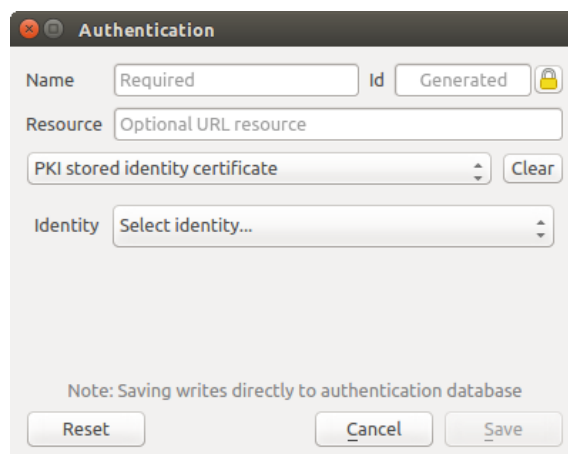 Authentication
Name Required Id Generated
Resource Optional URL resource
PKI stored identity certificate Clear
Identity Select identity...
Note: Saving writes directly to authentication database
Reset Cancel Save